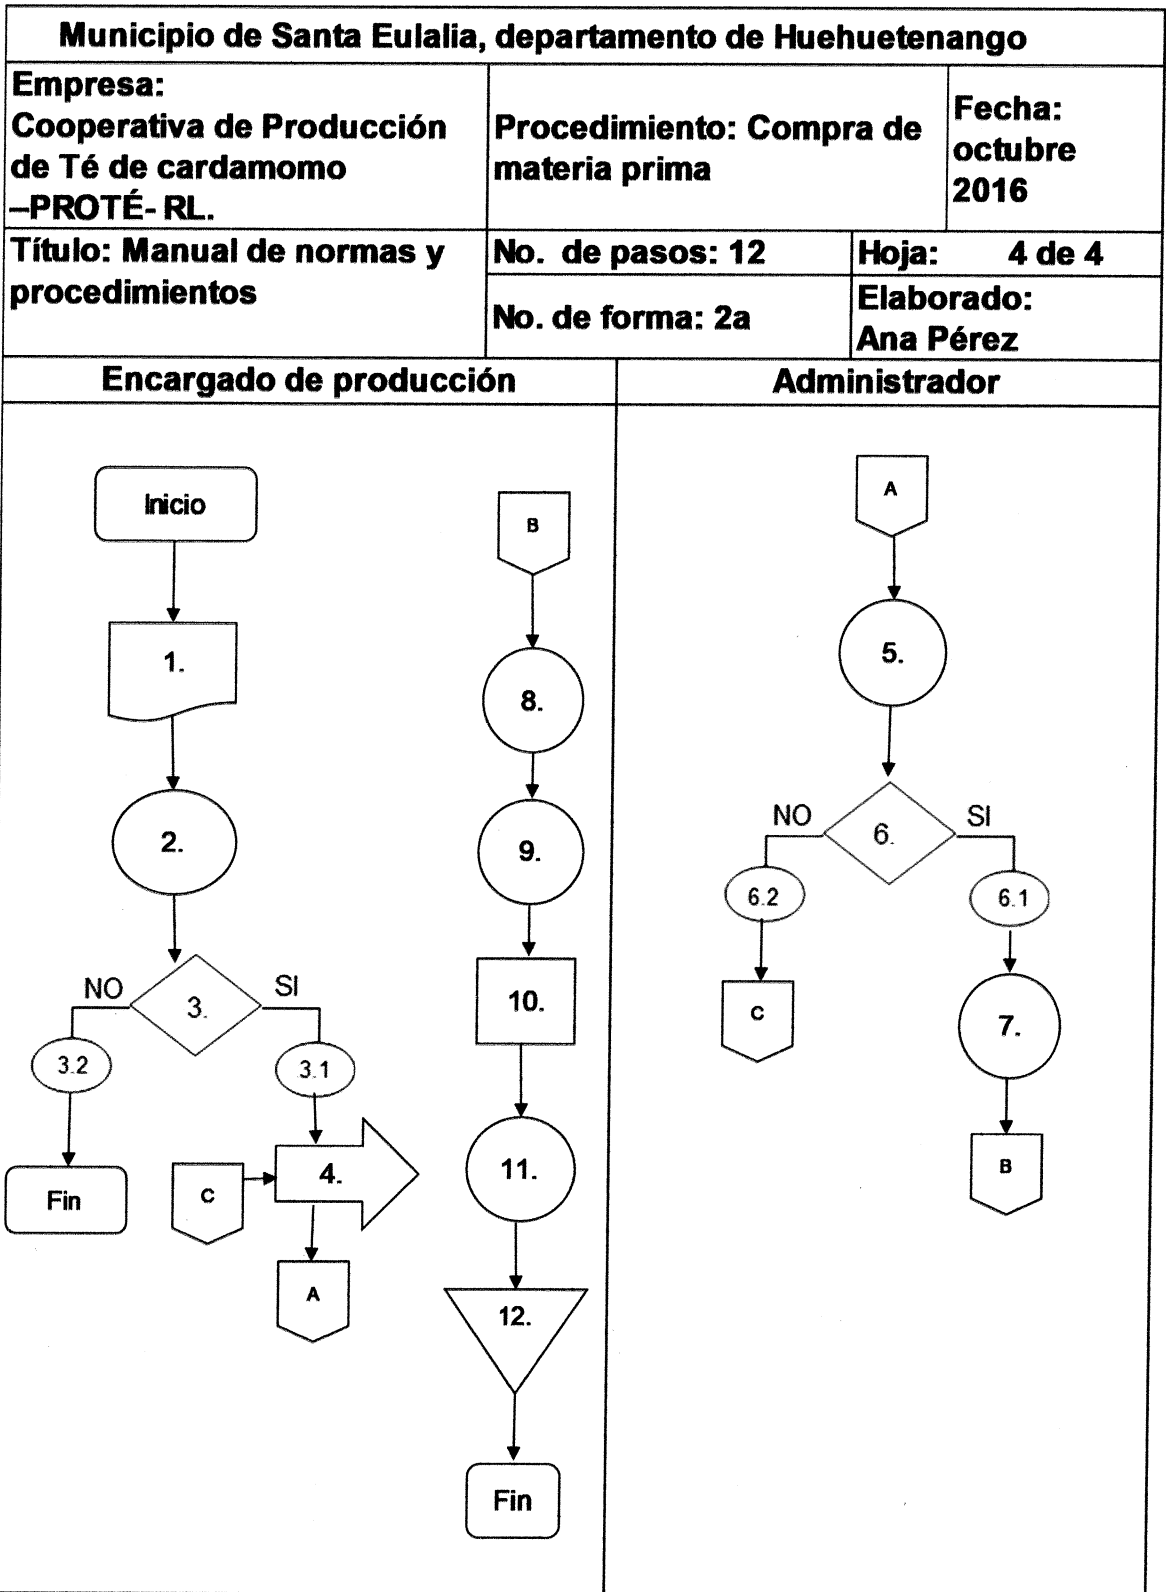 Municipio de Santa Eulalia, departamento de Huehuetenango
Empresa:
Cooperativa de Producción
de Té de cardamomo
–PROTÉ- RL.
Procedimiento: Compra de
materia prima
Fecha:
octubre
2016
Título: Manual de normas y
procedimientos
No. de pasos: 12
Hoja: 4 de 4
No. de forma: 2a
Elaborado:
Ana Pérez
Encargado de producción
Administrador
Inicio
1.
2.
3.
NO
SI
3.2
3.1
Fin
C
4.
A
B
8.
9.
10.
11.
12.
Fin
A
5.
6.
NO
SI
6.2
6.1
C
7.
B